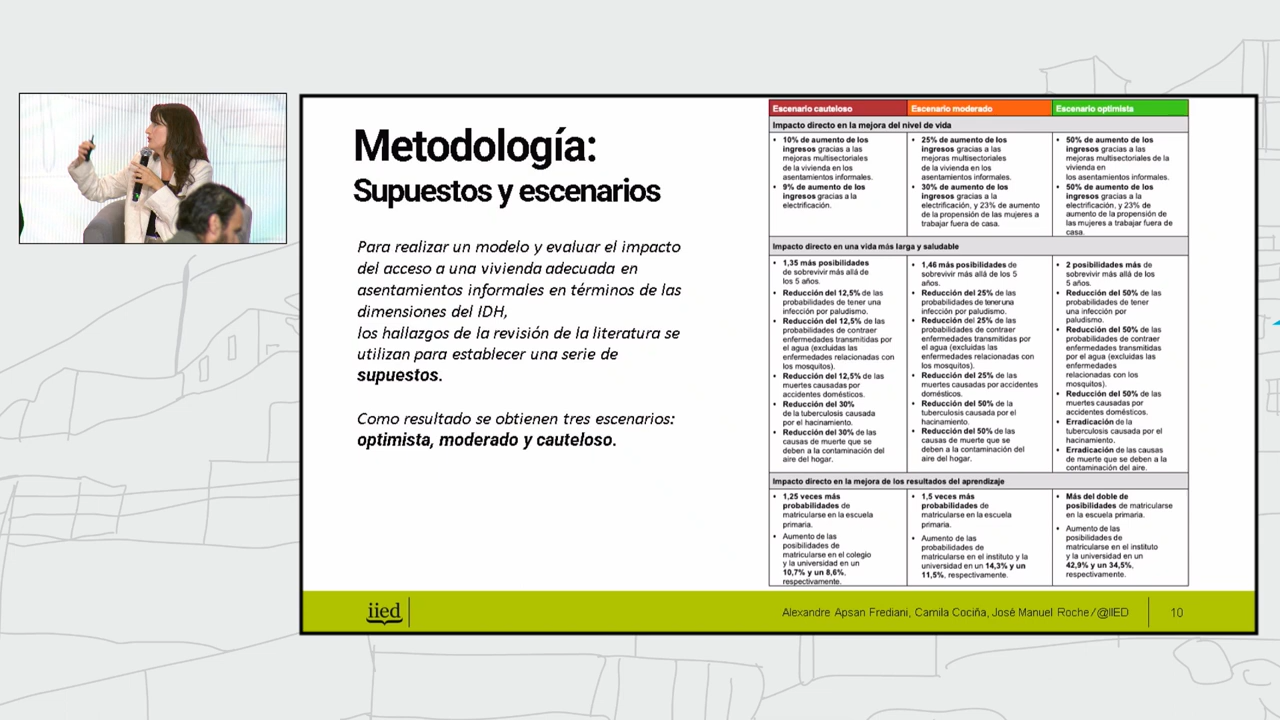 Metodología:
Supuestos y escenarios
Para realizar un modelo y evaluar el impacto
del acceso a una vivienda adecuada en
asentamientos informales en términos de las
dimensiones del IDH,
los hallazgos de la revisión de la literatura se
utilizan para establecer una serie de
supuestos.
Como resultado se obtienen tres escenarios:
optimista, moderado y cauteloso.
Escenario cauteloso
Escenario moderado
Escenario optimista
Impacto directo en la mejora del nivel de vida
• 10% de aumento de los
ingresos gracias a las
mejoras multisectoriales
de la vivienda en los
asentamientos informales.
• 9% de aumento de los
ingresos gracias a la
electrificación.
• 25% de aumento de los
ingresos gracias a las
mejoras multisectoriales
de la vivienda en los
asentamientos informales.
• 30% de aumento de los
ingresos gracias a la
electrificación, y 23% de aumento
de la propensión de las mujeres a
trabajar fuera de casa.
• 50% de aumento de los
ingresos gracias a las
mejoras multisectoriales de la
vivienda en
los asentamientos informales.
• 50% de aumento de los
ingresos gracias a la
electrificación, y 23% de
aumento de la propensión de
las mujeres a trabajar fuera de
casa.
Impacto directo en una vida más larga y saludable
• 1,35 más posibilidades
de sobrevivir más allá de
los 5 años.
• Reducción del 12,5% de las
probabilidades de tener una
infección por paludismo.
• Reducción del 12,5% de las
probabilidades de contraer
enfermedades transmitidas por
el agua (excluidas las
enfermedades relacionadas con
los mosquitos).
• Reducción del 12,5% de las
muertes causadas por
accidentes domésticos.
• Reducción del 30%
de la tuberculosis causada
por el hacinamiento.
• Reducción del 30% de las
causas de muerte que se
deben a la contaminación del
aire del hogar.
• 1,46 más posibilidades de
sobrevivir más allá de los 5
años.
• Reducción del 25% de las
probabilidades de tener una
infección por paludismo.
• Reducción del 25% de las
probabilidades de contraer
enfermedades transmitidas por
el agua (excluidas las
enfermedades relacionadas con
los mosquitos).
• Reducción del 25% de las
muertes causadas por accidentes
domésticos.
• Reducción del 50% de la
tuberculosis causada por el
hacinamiento.
• Reducción del 50% de las
causas de muerte que se
deben a la contaminación del
aire del hogar.
• 2 posibilidades más de
sobrevivir más allá de los
5 años.
• Reducción del 50% de las
probabilidades de tener
una infección por
paludismo.
• Reducción del 50% de las
probabilidades de contraer
enfermedades transmitidas
por el agua (excluidas las
enfermedades
relacionadas con los
mosquitos).
• Reducción del 50% de las
muertes causadas por
accidentes domésticos.
• Erradicación de la
tuberculosis causada por el
hacinamiento.
• Erradicación de las causas
de muerte que se deben a la
contaminación del aire.
Impacto directo en la mejora de los resultados del aprendizaje
• 1,25 veces más
probabilidades de
matricularse en la escuela
primaria.
• Aumento de las
posibilidades de
matricularse en el colegio
y la universidad en un
10,7% y un 8,6%,
respectivamente.
• 1,5 veces más
probabilidades de
matricularse en la escuela
primaria.
• Aumento de las
probabilidades de
matricularse en el instituto y la
universidad en un 14,3% y un
11,5%, respectivamente.
• Más del doble de
posibilidades de matricularse
en la escuela primaria.
• Aumento de las
posibilidades de
matricularse en el instituto
y la universidad en un
42,9% y un 34,5%,
respectivamente.
iied
Alexandre Apsan Frediani, Camila Cociña, José Manuel Roche/@IIED
10